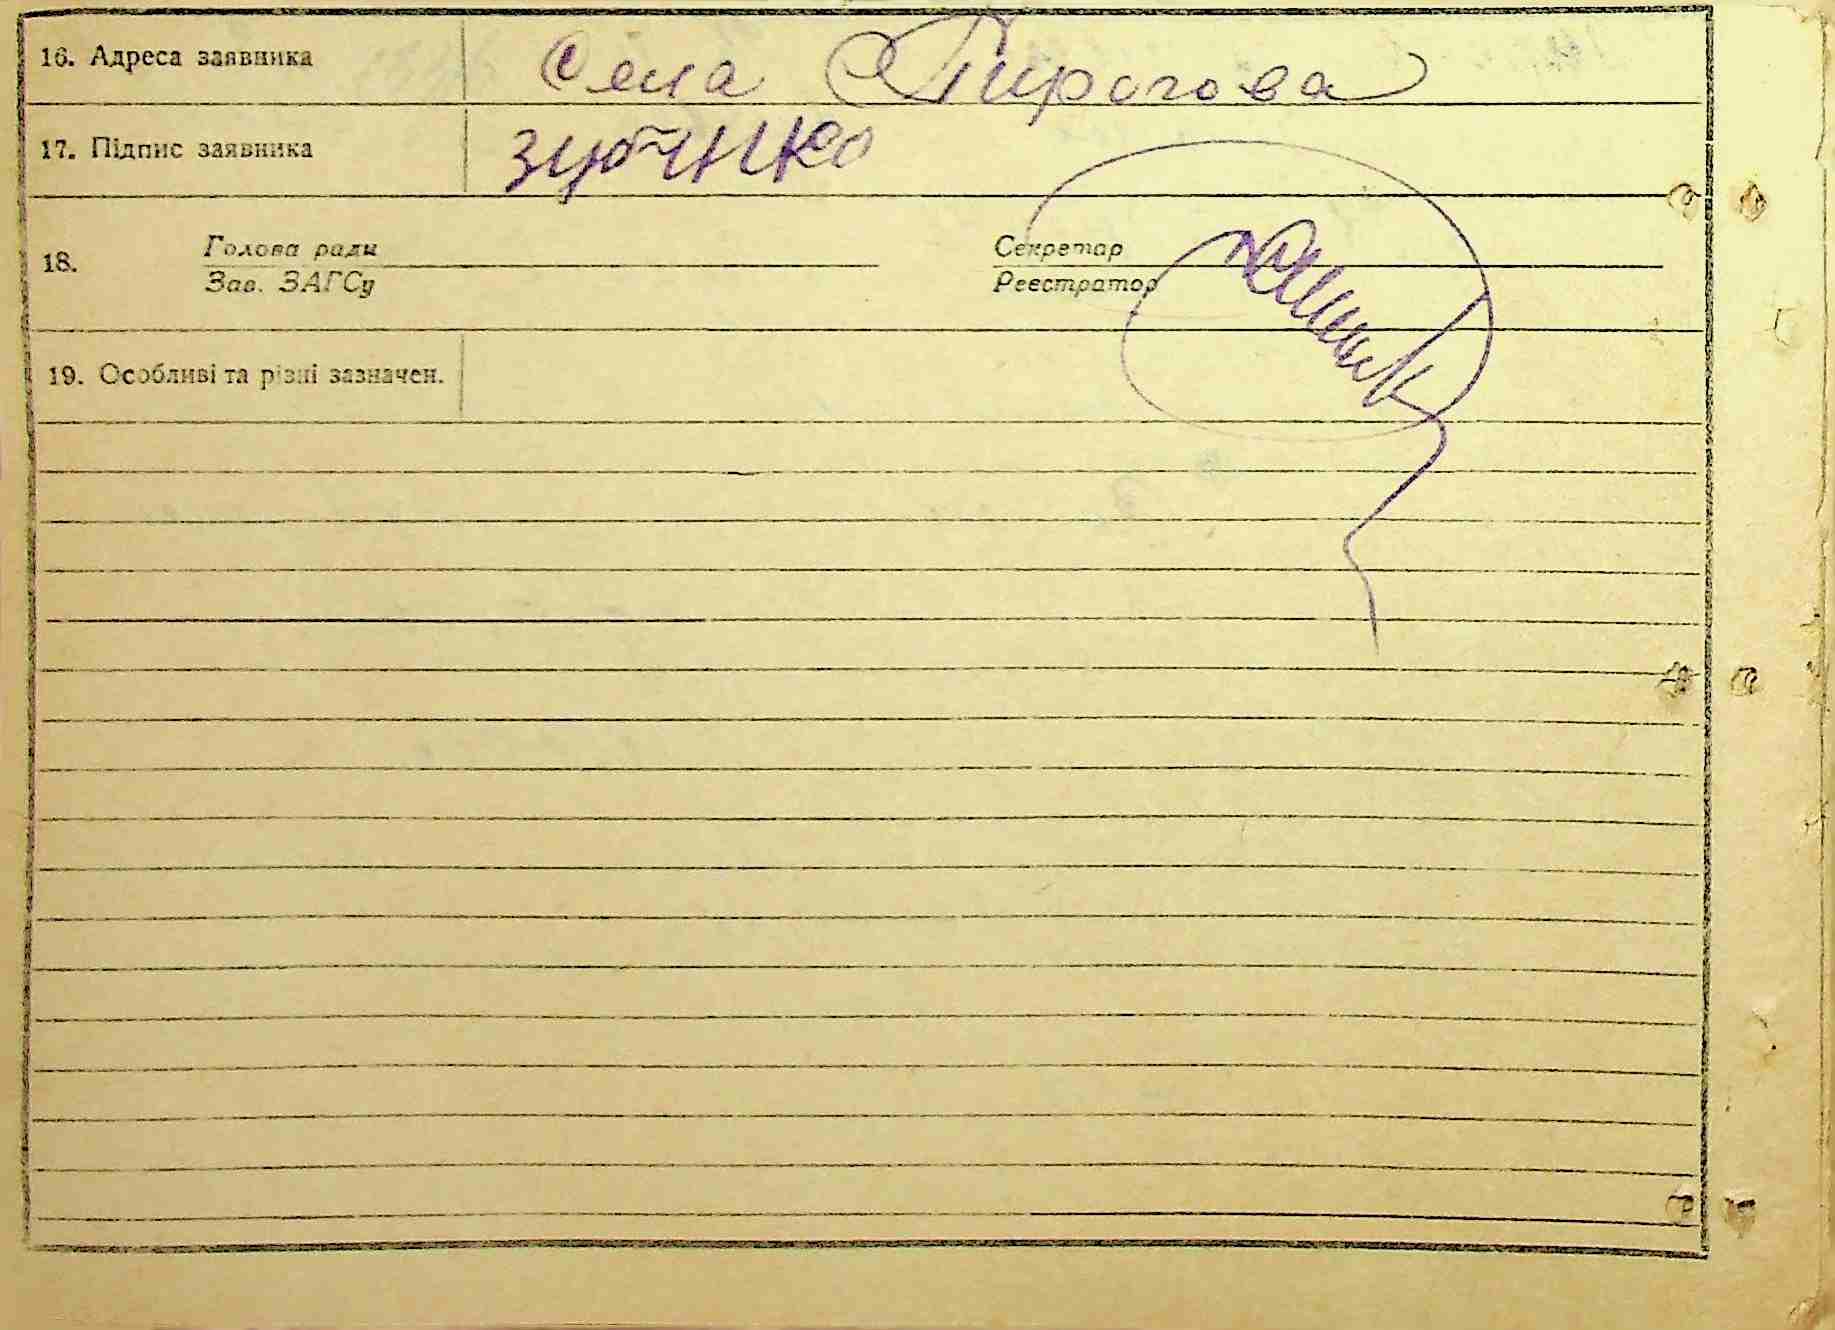 16. Адреса заявника Села Пирогова
17. Підпис заявника
18. Голова ради Секретар
Зав. ЗАГСу Реєстратор
19. Особливі та різні зазначен.